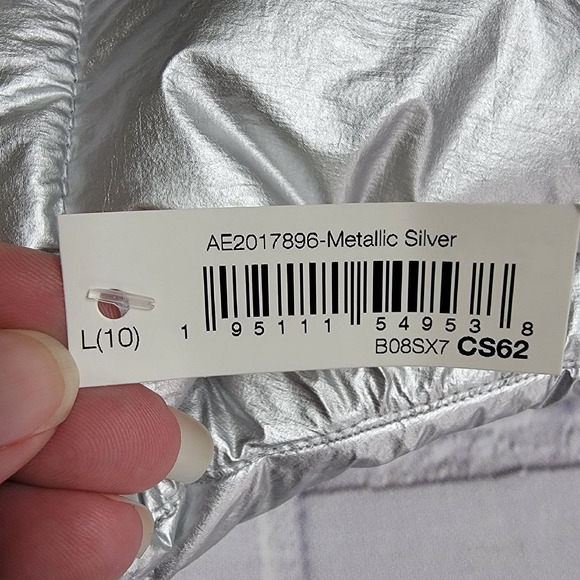 AE2017896-Metallic Silver
L(10)
1 95111 54953 8
B08SX7 CS62